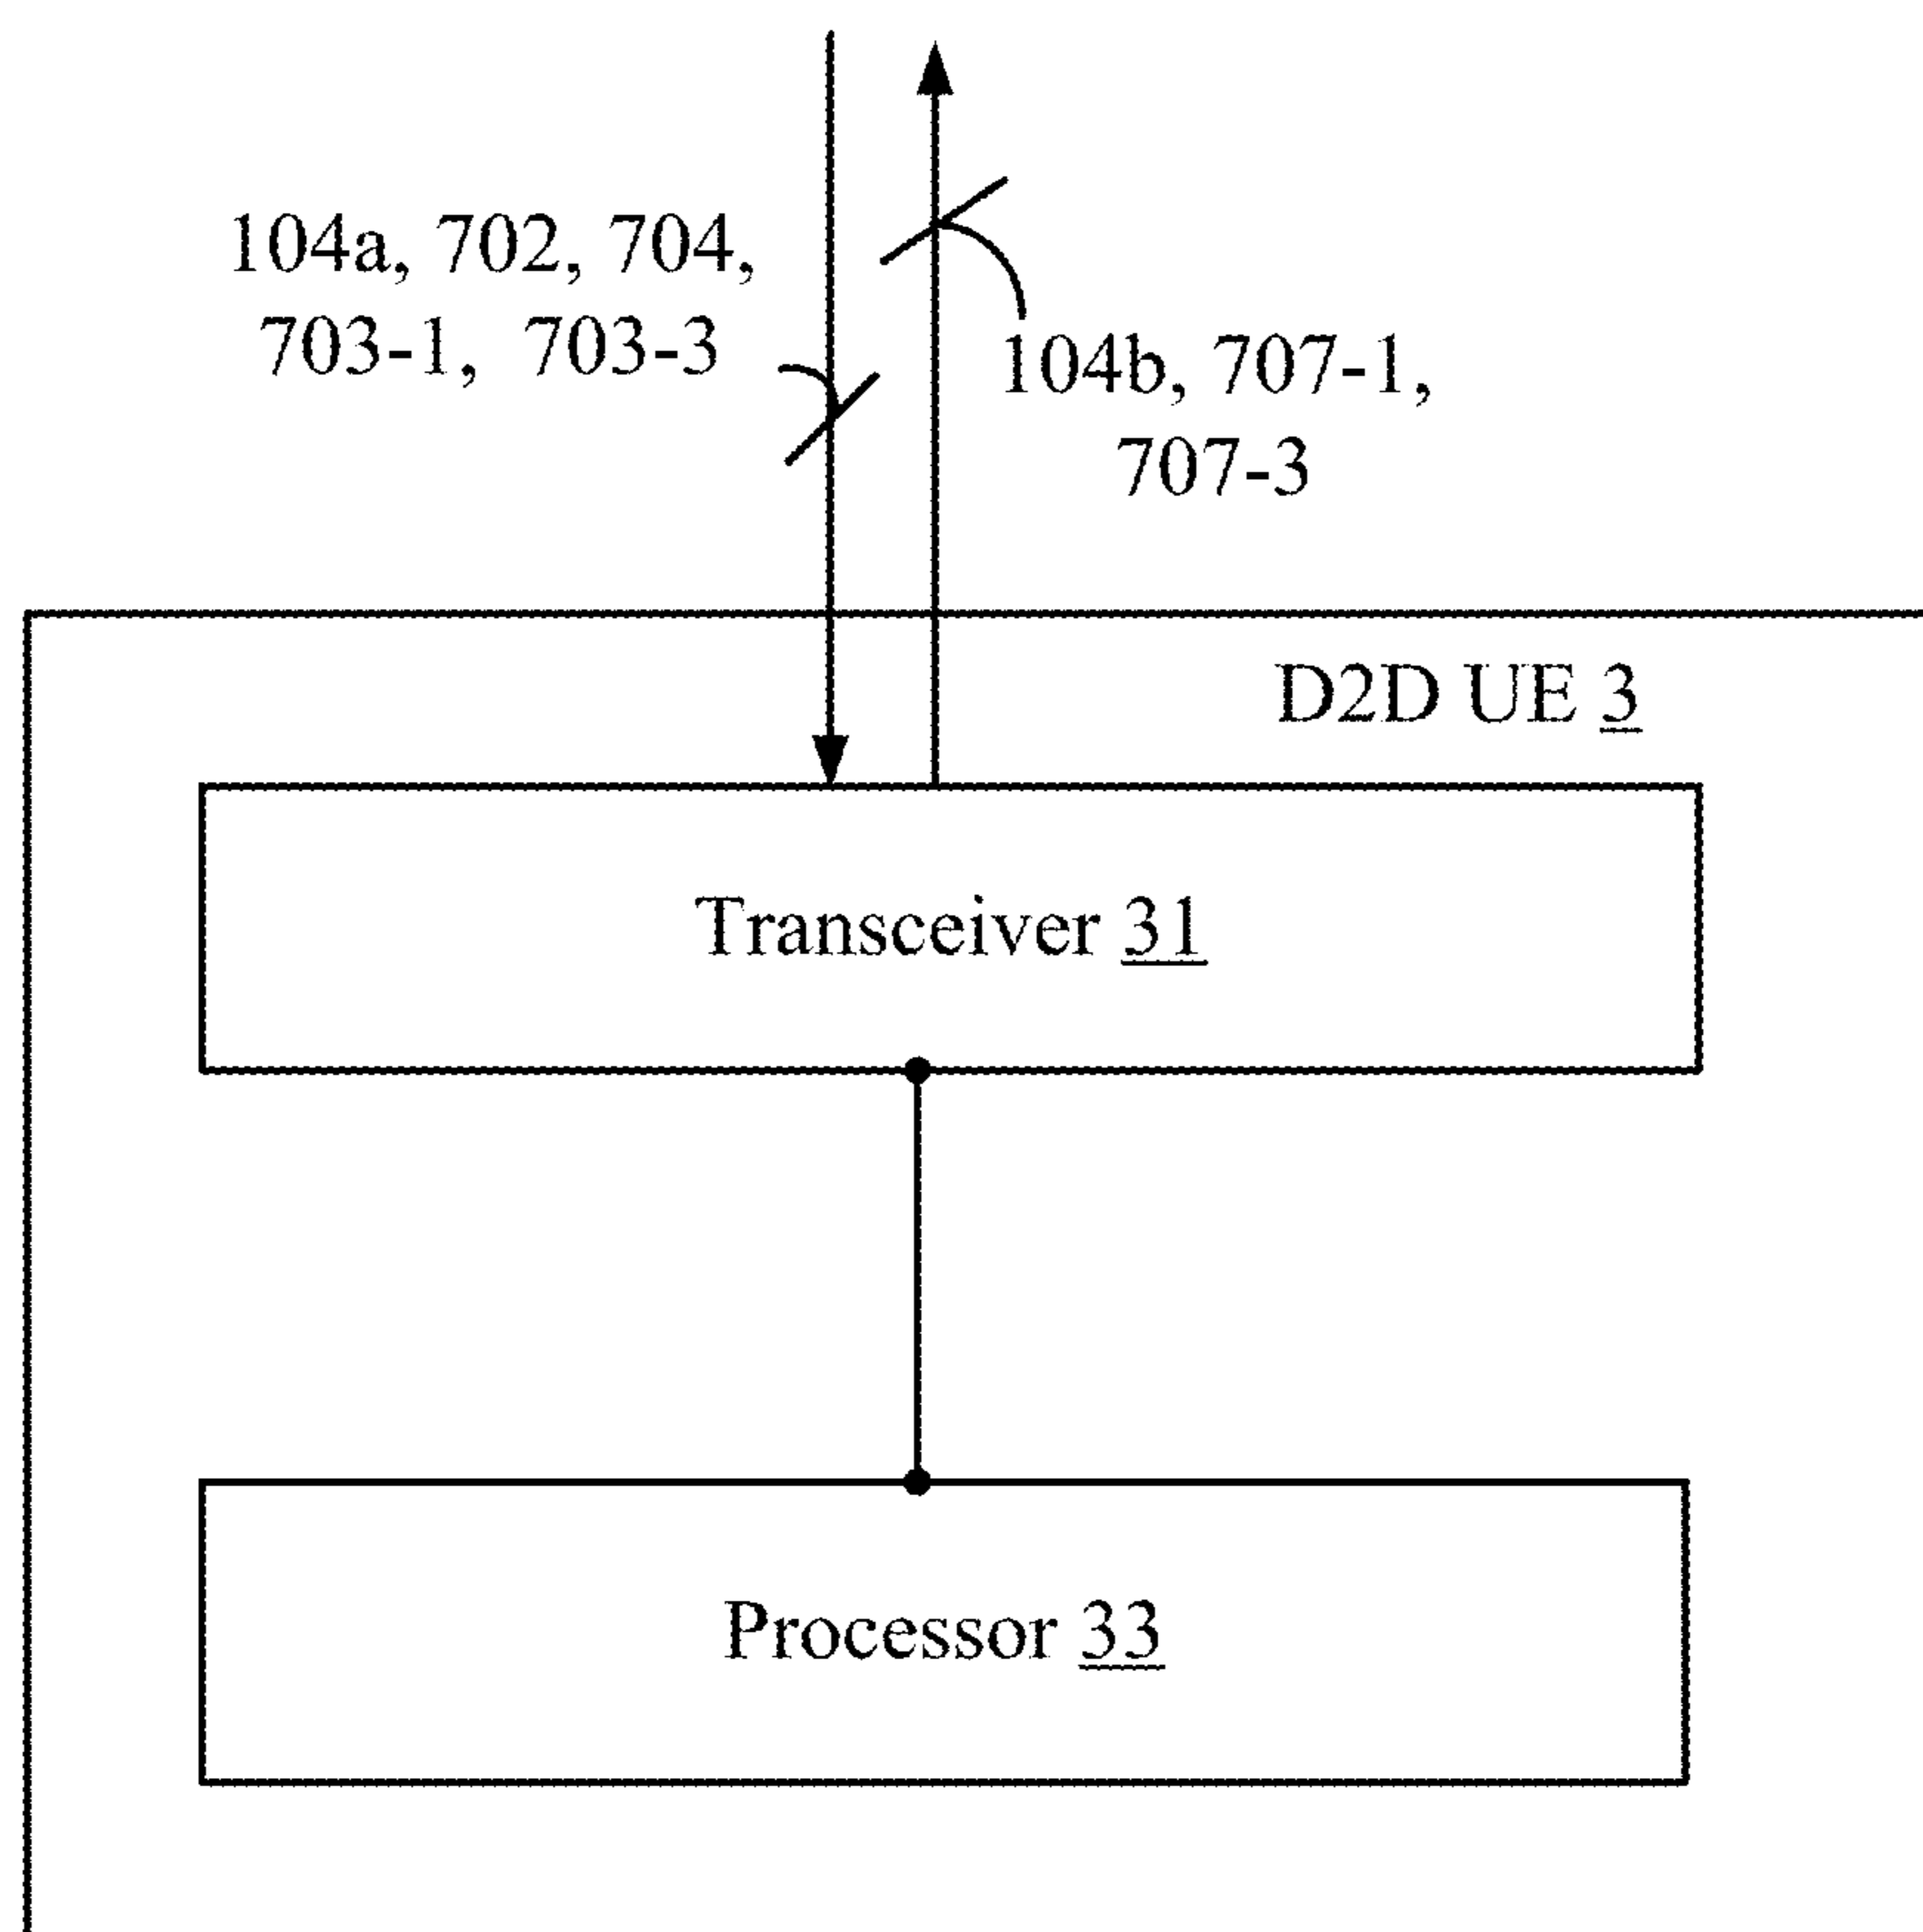 104a, 702, 704,
703-1, 703-3
104b, 707-1,
707-3
D2D UE 3
Transceiver 31
Processor 33